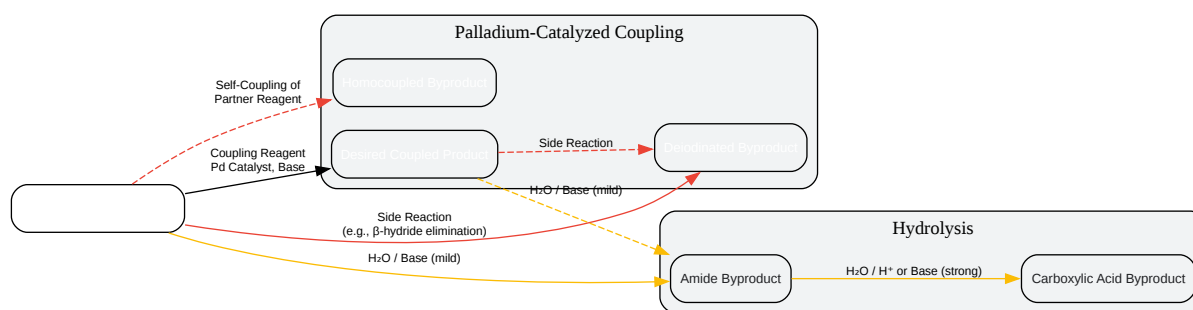 Palladium-Catalyzed Coupling
Homocoupled Byproduct
Self-Coupling of
Partner Reagent
Desired Coupled Product
Side Reaction
Deiodinated Byproduct
Coupling Reagent
Pd Catalyst, Base
H₂O / Base (mild)
Side Reaction
(e.g., β-hydride elimination)
Hydrolysis
H₂O / Base (mild)
Amide Byproduct
H₂O / H⁺ or Base (strong)
Carboxylic Acid Byproduct